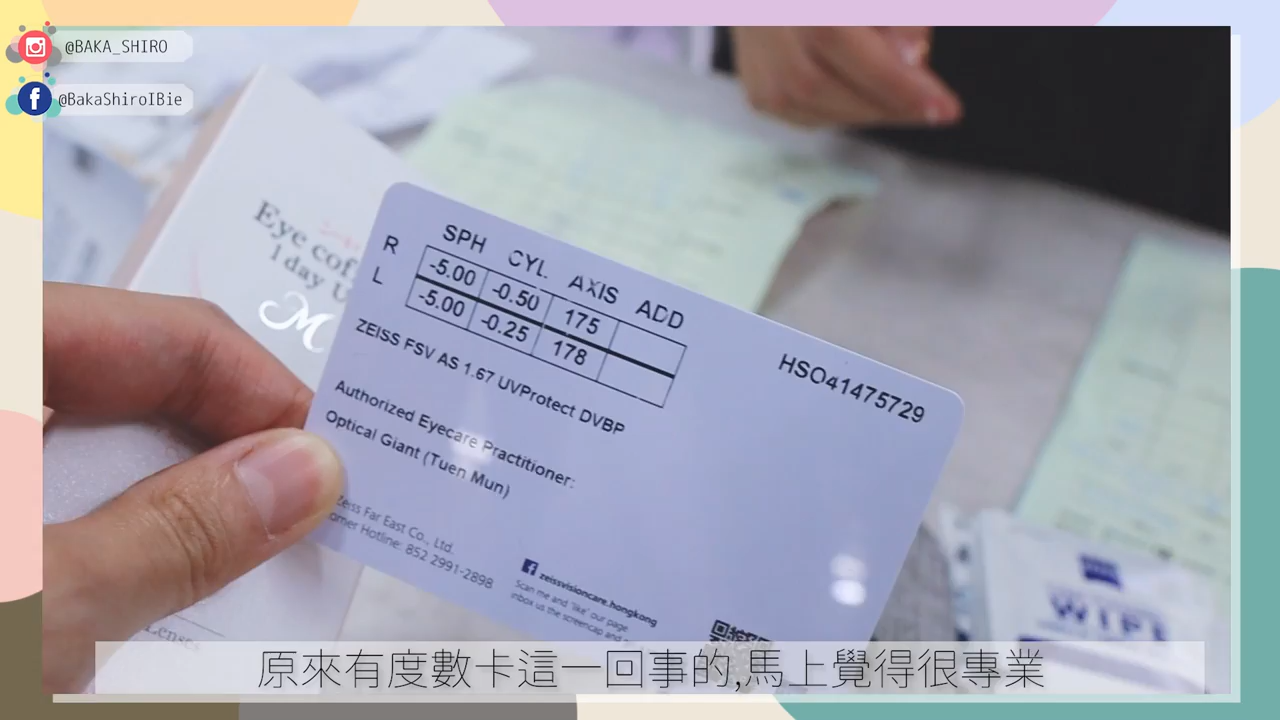 @BAKA_SHIRO
@BakaShiroIBie
Eye cof
1 day U
M
SPH CYL AXIS ADD
R -5.00 -0.50 175
L -5.00 -0.25 178
HSO41475729
ZEISS FSV AS 1.67 UVProtect DVBP
Authorized Eyecare Practitioner:
Optical Giant (Tuen Mun)
Zeiss Far East Co., Ltd.
omer Hotline: 852 2991-2898
zeissvisioncare.hongkong
Scan me and "like" our page
inbox us the screencap and
WIPE
Lenses
原來有度數卡這一回事的,馬上覺得很專業